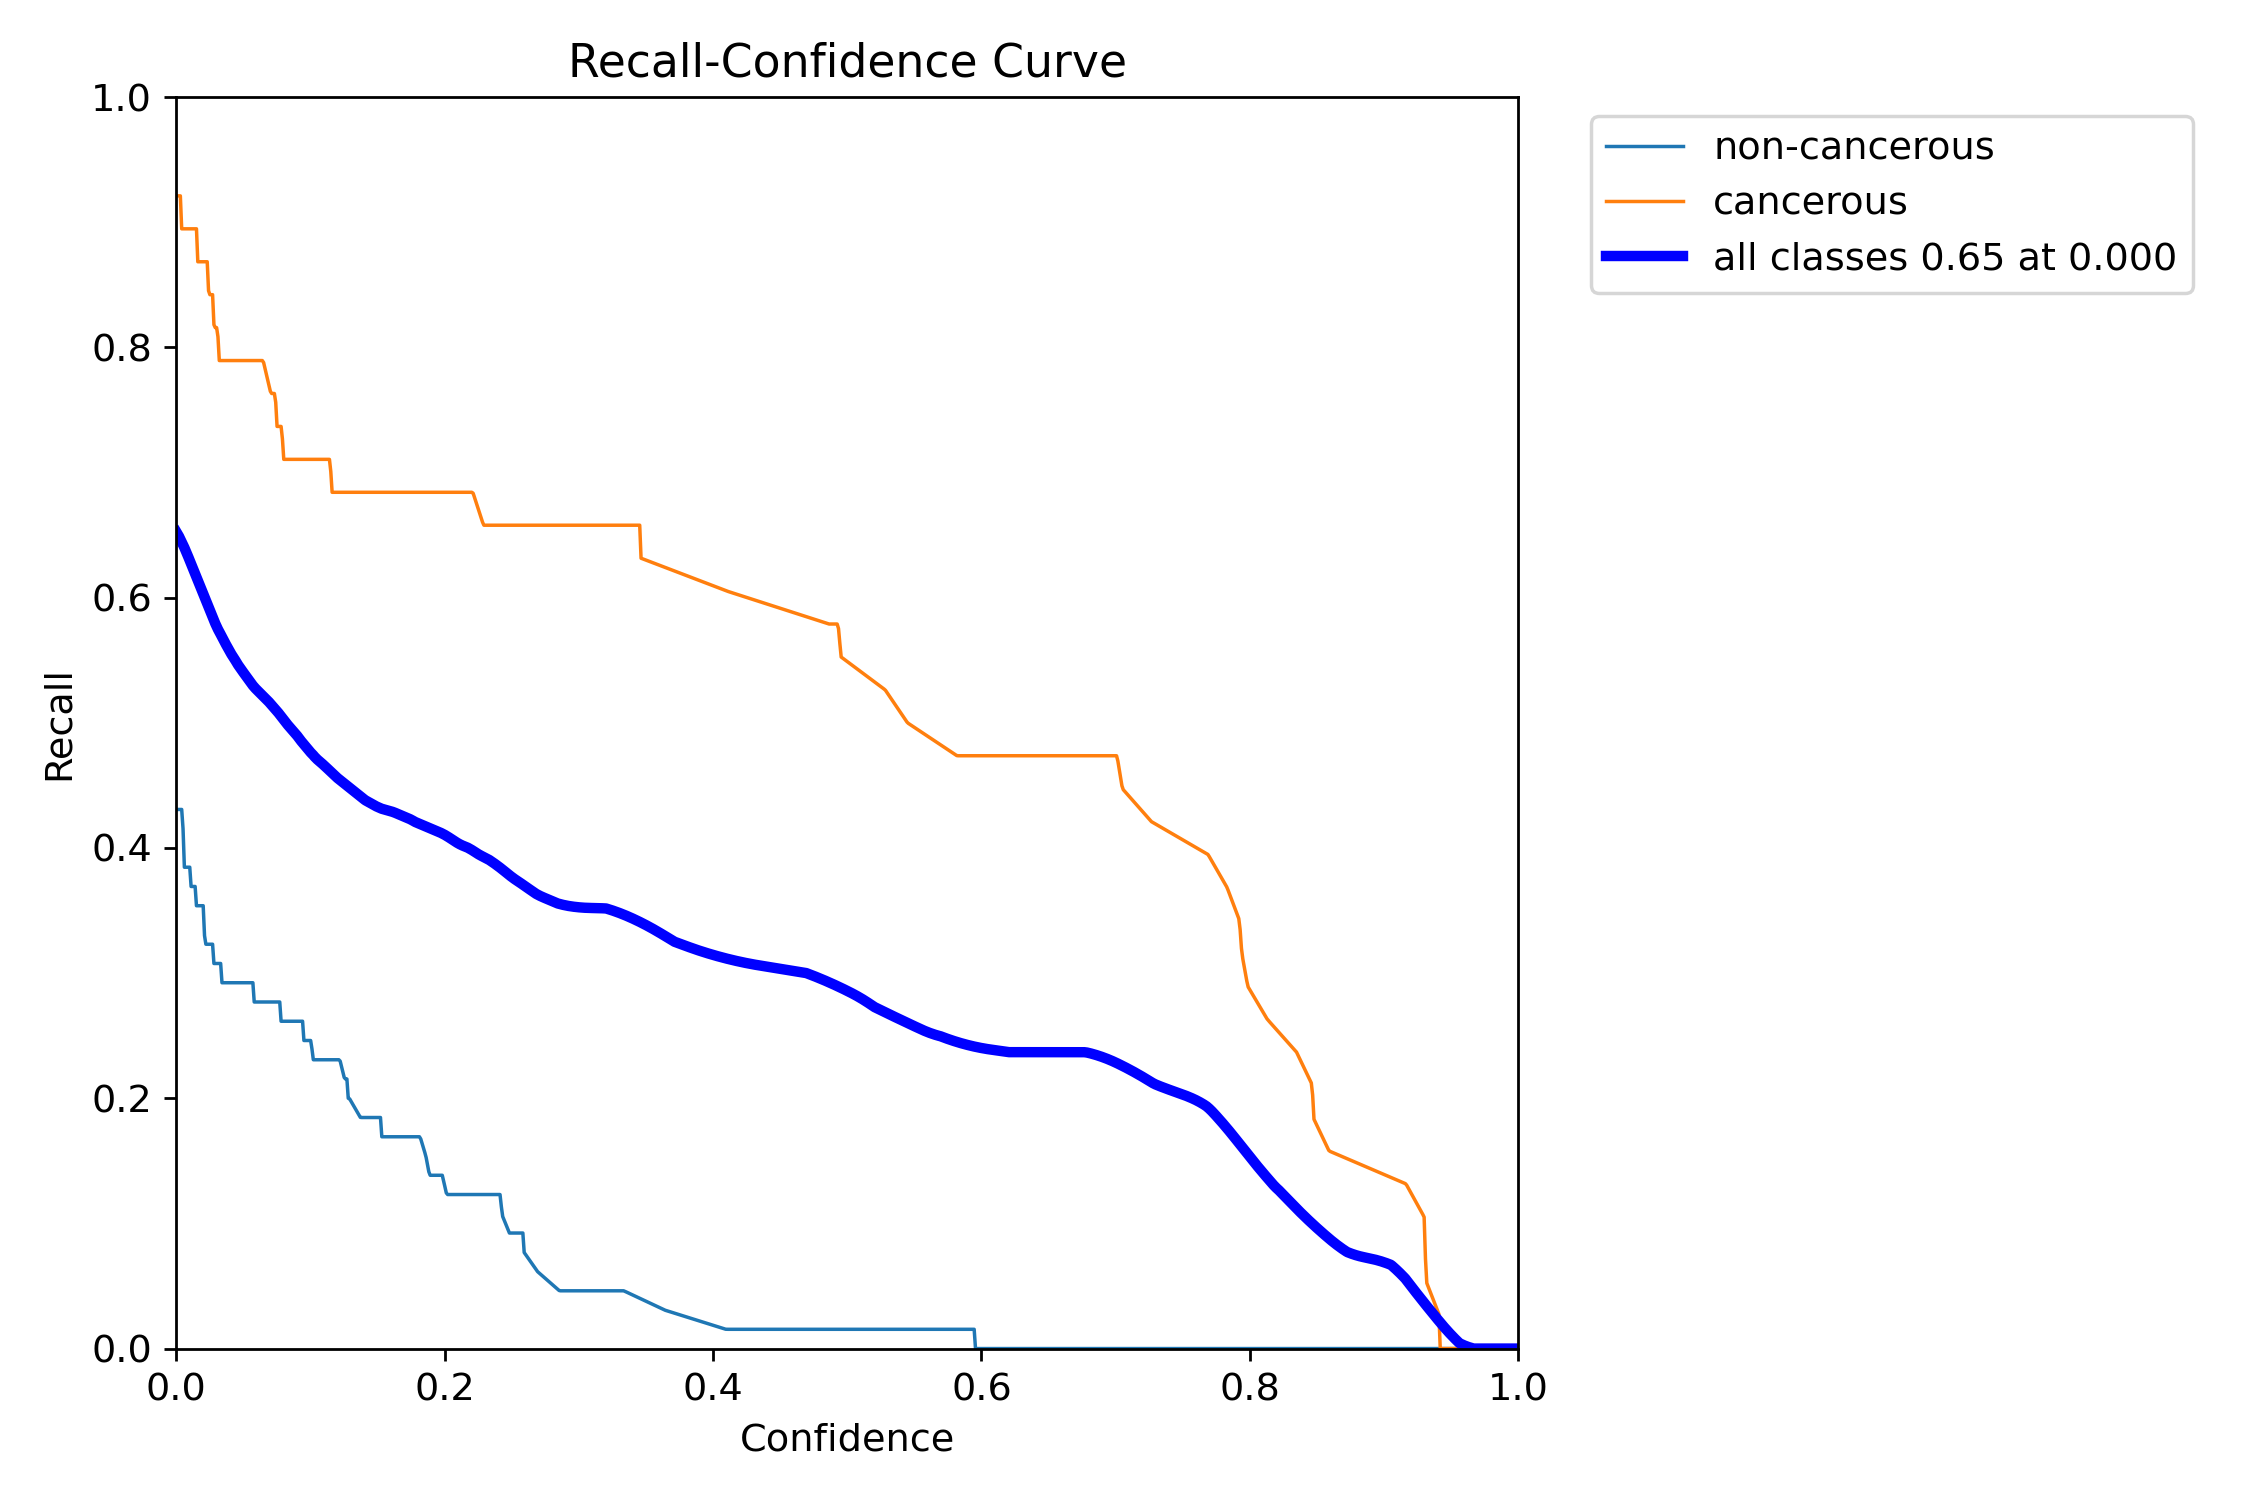 Recall-Confidence Curve
1.0
0.8
0.6
0.4
0.2
0.0
Recall
0.0 0.2 0.4 0.6 0.8 1.0
Confidence
non-cancerous
cancerous
all classes 0.65 at 0.000